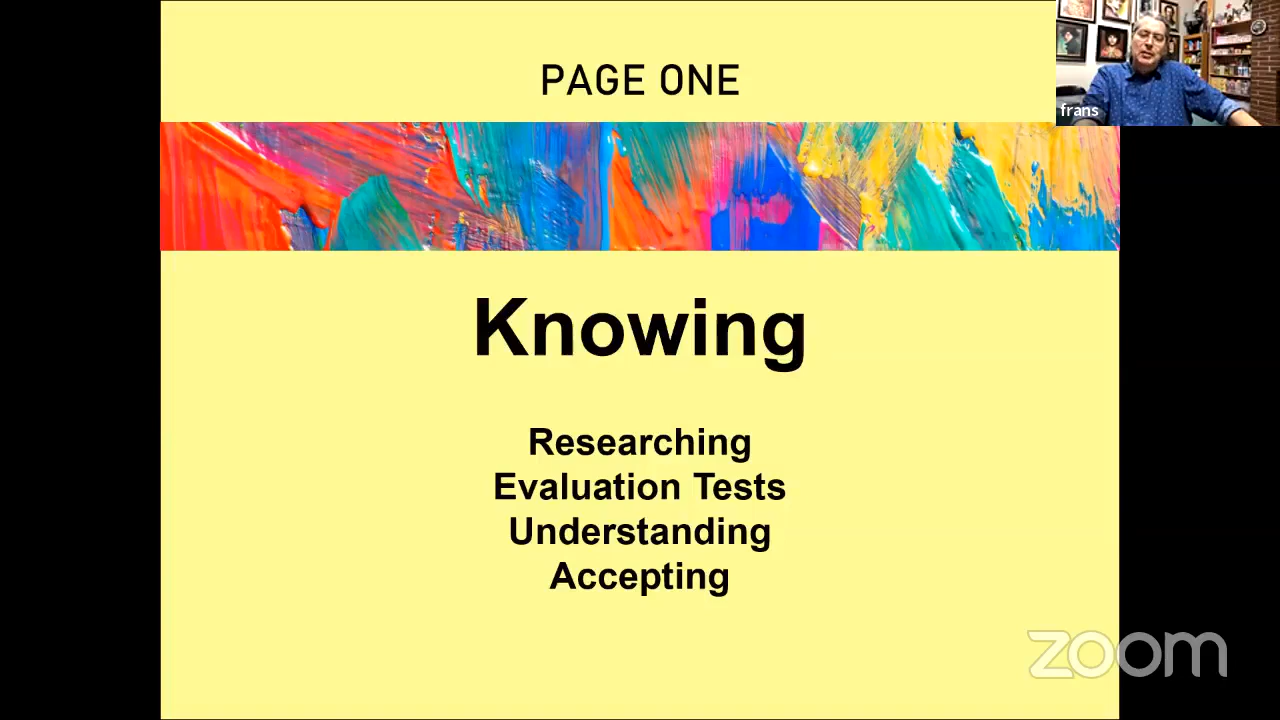 PAGE ONE
frans
Knowing
Researching
Evaluation Tests
Understanding
Accepting
zoom